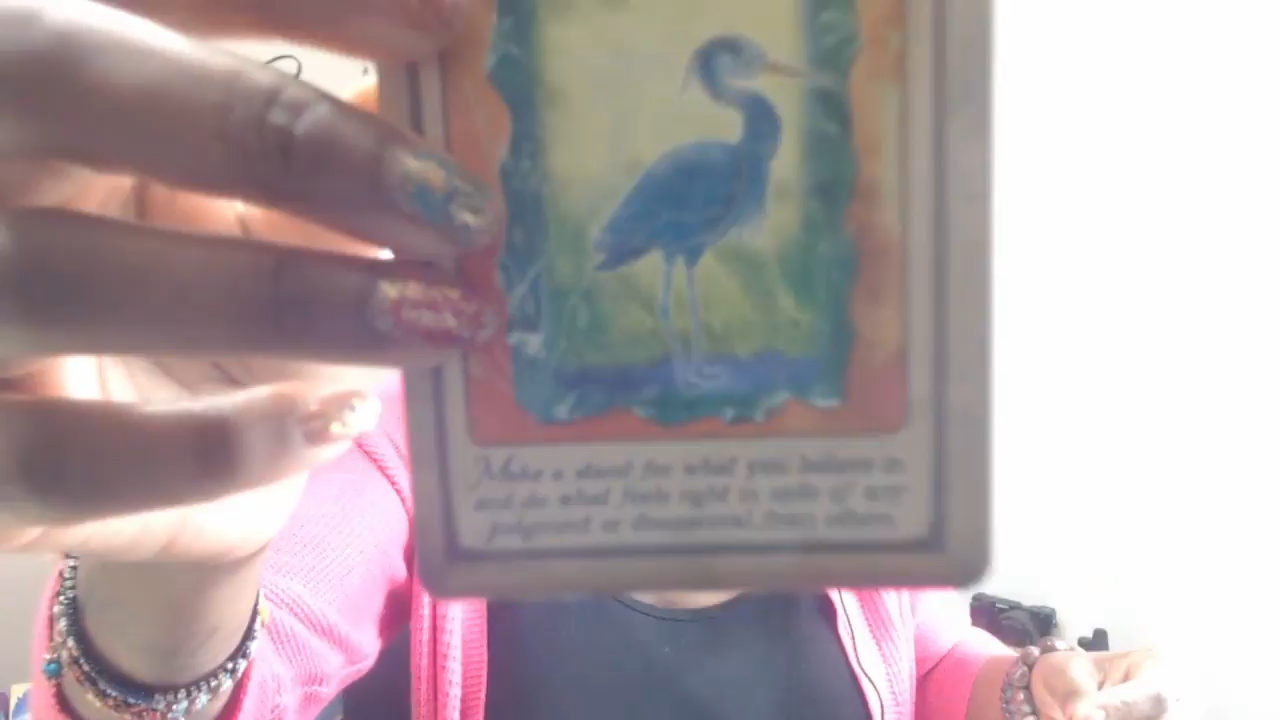 Make a stand for what you believe in
and do what feels right in spite of any
judgment or disapproval from others.